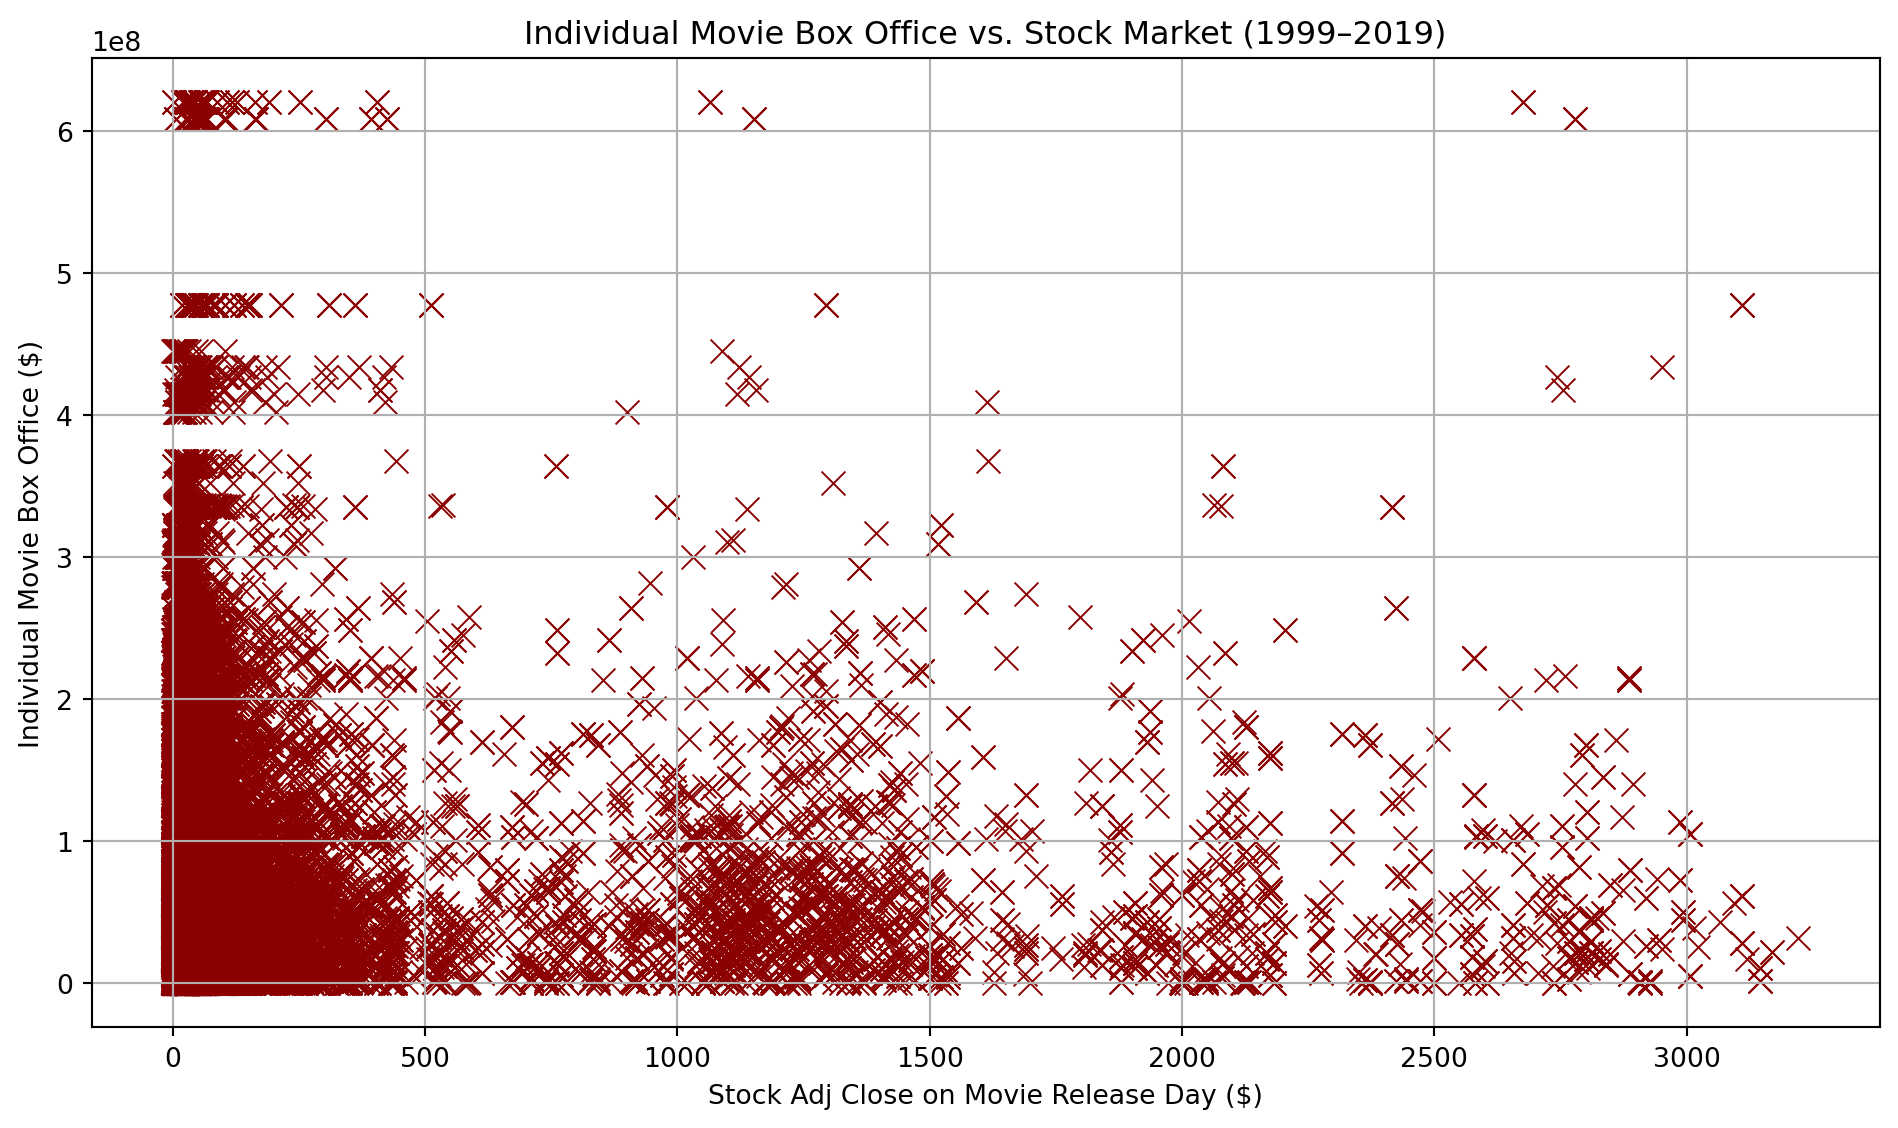 Individual Movie Box Office vs. Stock Market (1999–2019)
1e8
6
5
4
3
2
1
0
Individual Movie Box Office ($)
0 500 1000 1500 2000 2500 3000
Stock Adj Close on Movie Release Day ($)